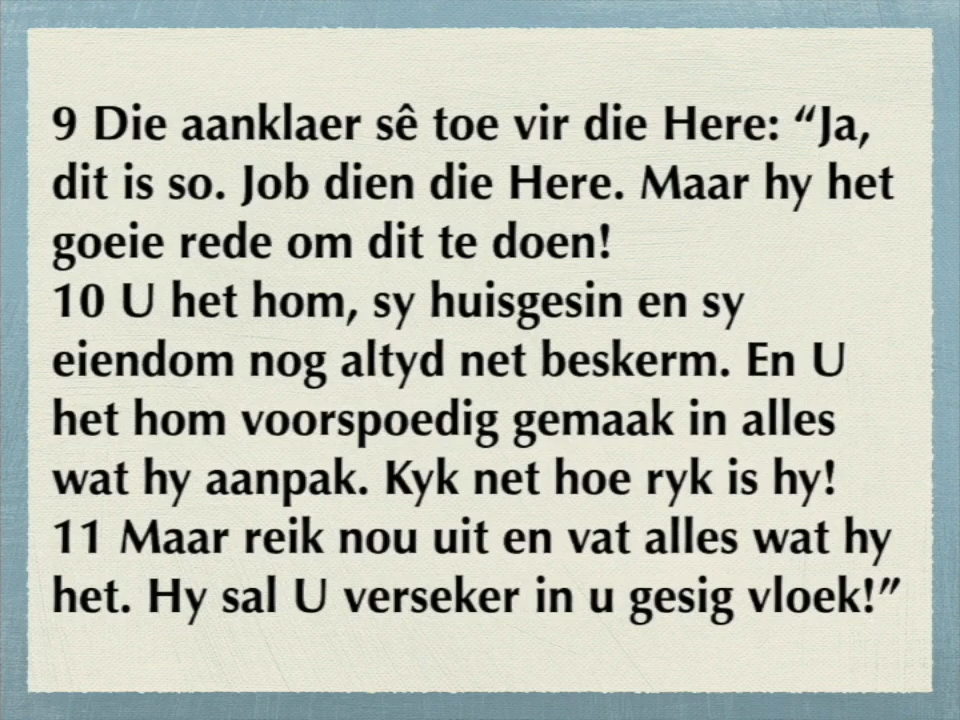 9 Die aanklaer sê toe vir die Here: “Ja,
dit is so. Job dien die Here. Maar hy het
goeie rede om dit te doen!
10 U het hom, sy huisgesin en sy
eiendom nog altyd net beskerm. En U
het hom voorspoedig gemaak in alles
wat hy aanpak. Kyk net hoe ryk is hy!
11 Maar reik nou uit en vat alles wat hy
het. Hy sal U verseker in u gesig vloek!”